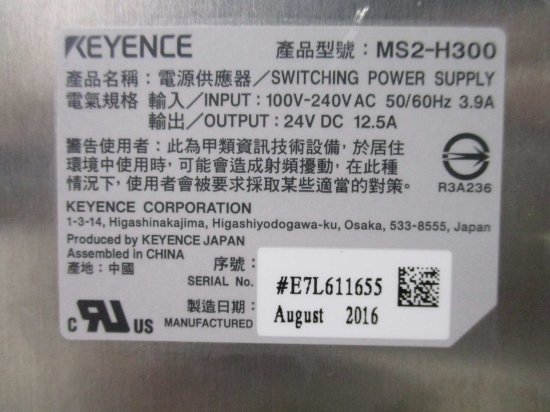 KEYENCE 產品型號：MS2-H300
產品名稱：電源供應器／SWITCHING POWER SUPPLY
電氣規格 輸入／INPUT：100V-240V AC 50/60Hz 3.9A
輸出／OUTPUT：24V DC 12.5A
警告使用者：此為甲類資訊技術設備，於居住
環境中使用時，可能會造成射頻擾動，在此種
情況下，使用者會被要求採取某些適當的對策。
R3A236
KEYENCE CORPORATION
1-3-14, Higashinakajima, Higashiyodogawa-ku, Osaka, 533-8555, Japan
Produced by KEYENCE JAPAN
Assembled in CHINA
產地：中國
序號：
SERIAL No.
#E7L611655
製造日期：
MANUFACTURED
August 2016
C RU US